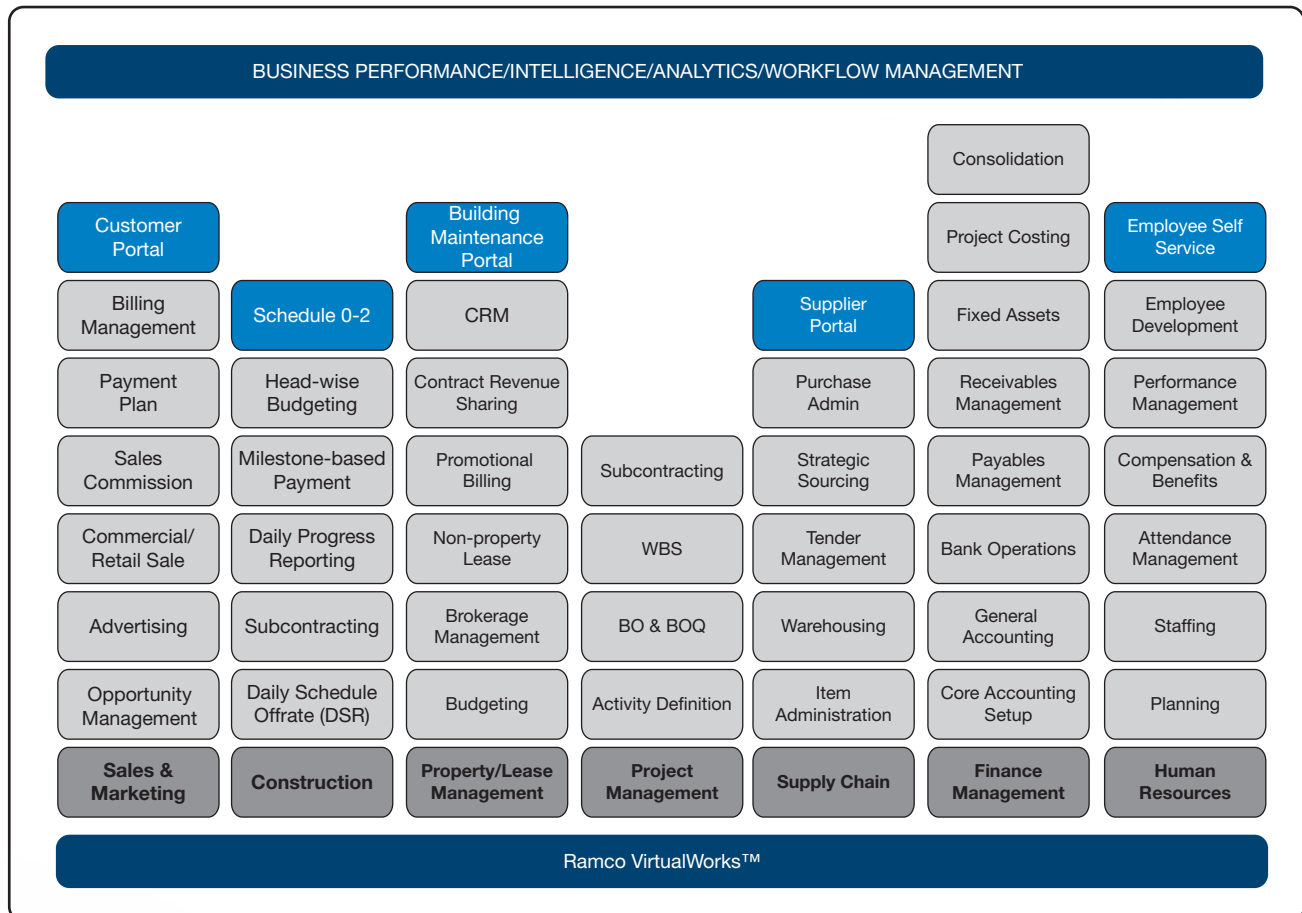 BUSINESS PERFORMANCE/INTELLIGENCE/ANALYTICS/WORKFLOW MANAGEMENT
Consolidation
Customer
Portal
Building
Maintenance
Portal
Project Costing
Employee Self
Service
Billing
Management
Schedule 0-2
CRM
Supplier
Portal
Fixed Assets
Employee
Development
Payment
Plan
Head-wise
Budgeting
Contract Revenue
Sharing
Purchase
Admin
Receivables
Management
Performance
Management
Sales
Commission
Milestone-based
Payment
Promotional
Billing
Subcontracting
Strategic
Sourcing
Payables
Management
Compensation &
Benefits
Commercial/
Retail Sale
Daily Progress
Reporting
Non-property
Lease
WBS
Tender
Management
Bank Operations
Attendance
Management
Advertising
Subcontracting
Brokerage
Management
BO & BOQ
Warehousing
General
Accounting
Staffing
Opportunity
Management
Daily Schedule
Offrate (DSR)
Budgeting
Activity Definition
Item
Administration
Core Accounting
Setup
Planning
Sales &
Marketing
Construction
Property/Lease
Management
Project
Management
Supply Chain
Finance
Management
Human
Resources
Ramco VirtualWorks™